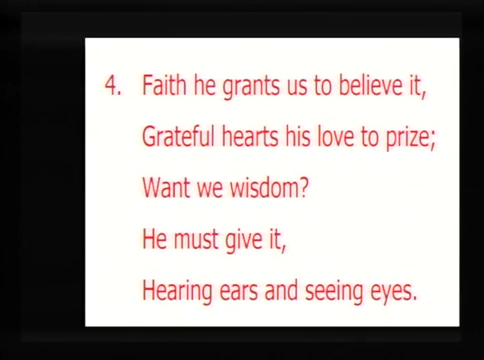 4. Faith he grants us to believe it,
Grateful hearts his love to prize;
Want we wisdom?
He must give it,
Hearing ears and seeing eyes.